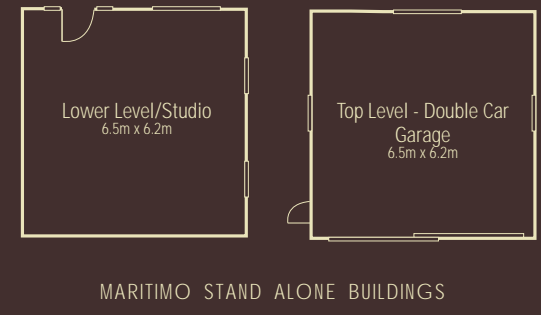 Lower Level/Studio
6.5m x 6.2m
Top Level - Double Car
Garage
6.5m x 6.2m
MARITIMO STAND ALONE BUILDINGS